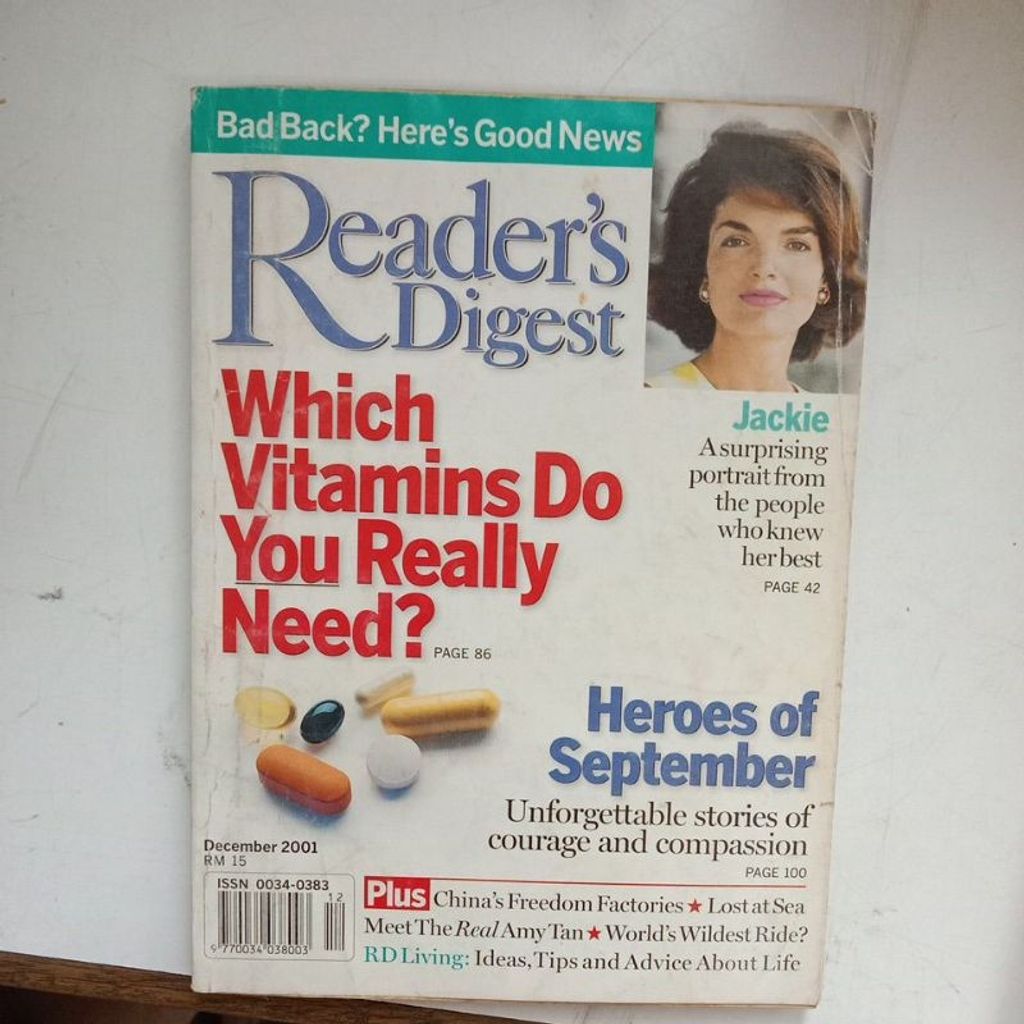 Bad Back? Here's Good News
Reader's
Digest
Which
Vitamins Do
You Really
Need? PAGE 86
Jackie
A surprising
portrait from
the people
who knew
her best
PAGE 42
Heroes of
September
Unforgettable stories of
courage and compassion
PAGE 100
December 2001
RM 15
ISSN 0034-0383
12
9 770034 038003
Plus China's Freedom Factories ★ Lost at Sea
Meet The Real Amy Tan ★ World's Wildest Ride?
RD Living: Ideas, Tips and Advice About Life